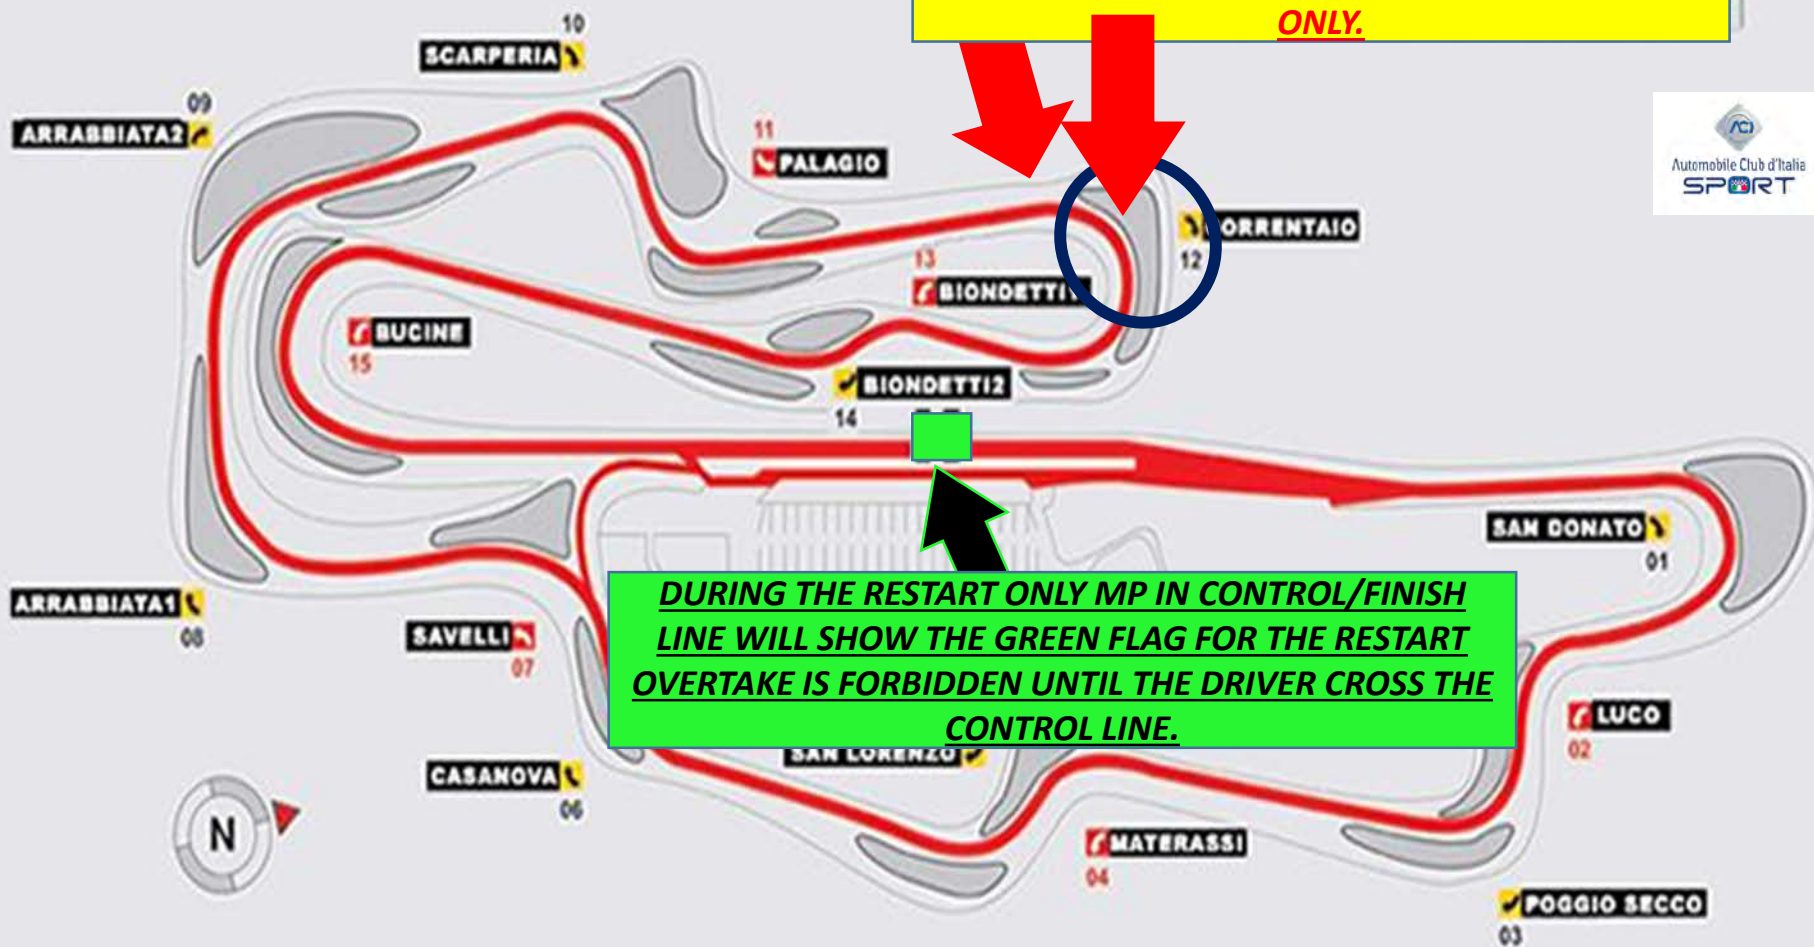 ONLY.
10
SCARPERIA
09
ARRABBIATA2
11
PALAGIO
ACI
Automobile Club d'Italia
SPORT
ORRENTAIO
12
13
BIONDETTI1
BUCINE
15
BIONDETTI2
14
SAN DONATO
01
DURING THE RESTART ONLY MP IN CONTROL/FINISH
LINE WILL SHOW THE GREEN FLAG FOR THE RESTART
OVERTAKE IS FORBIDDEN UNTIL THE DRIVER CROSS THE
CONTROL LINE.
ARRABBIATA1
08
SAVELLI
07
LUCO
02
SAN LORENZO
CASANOVA
06
N
MATERASSI
04
POGGIO SECCO
03